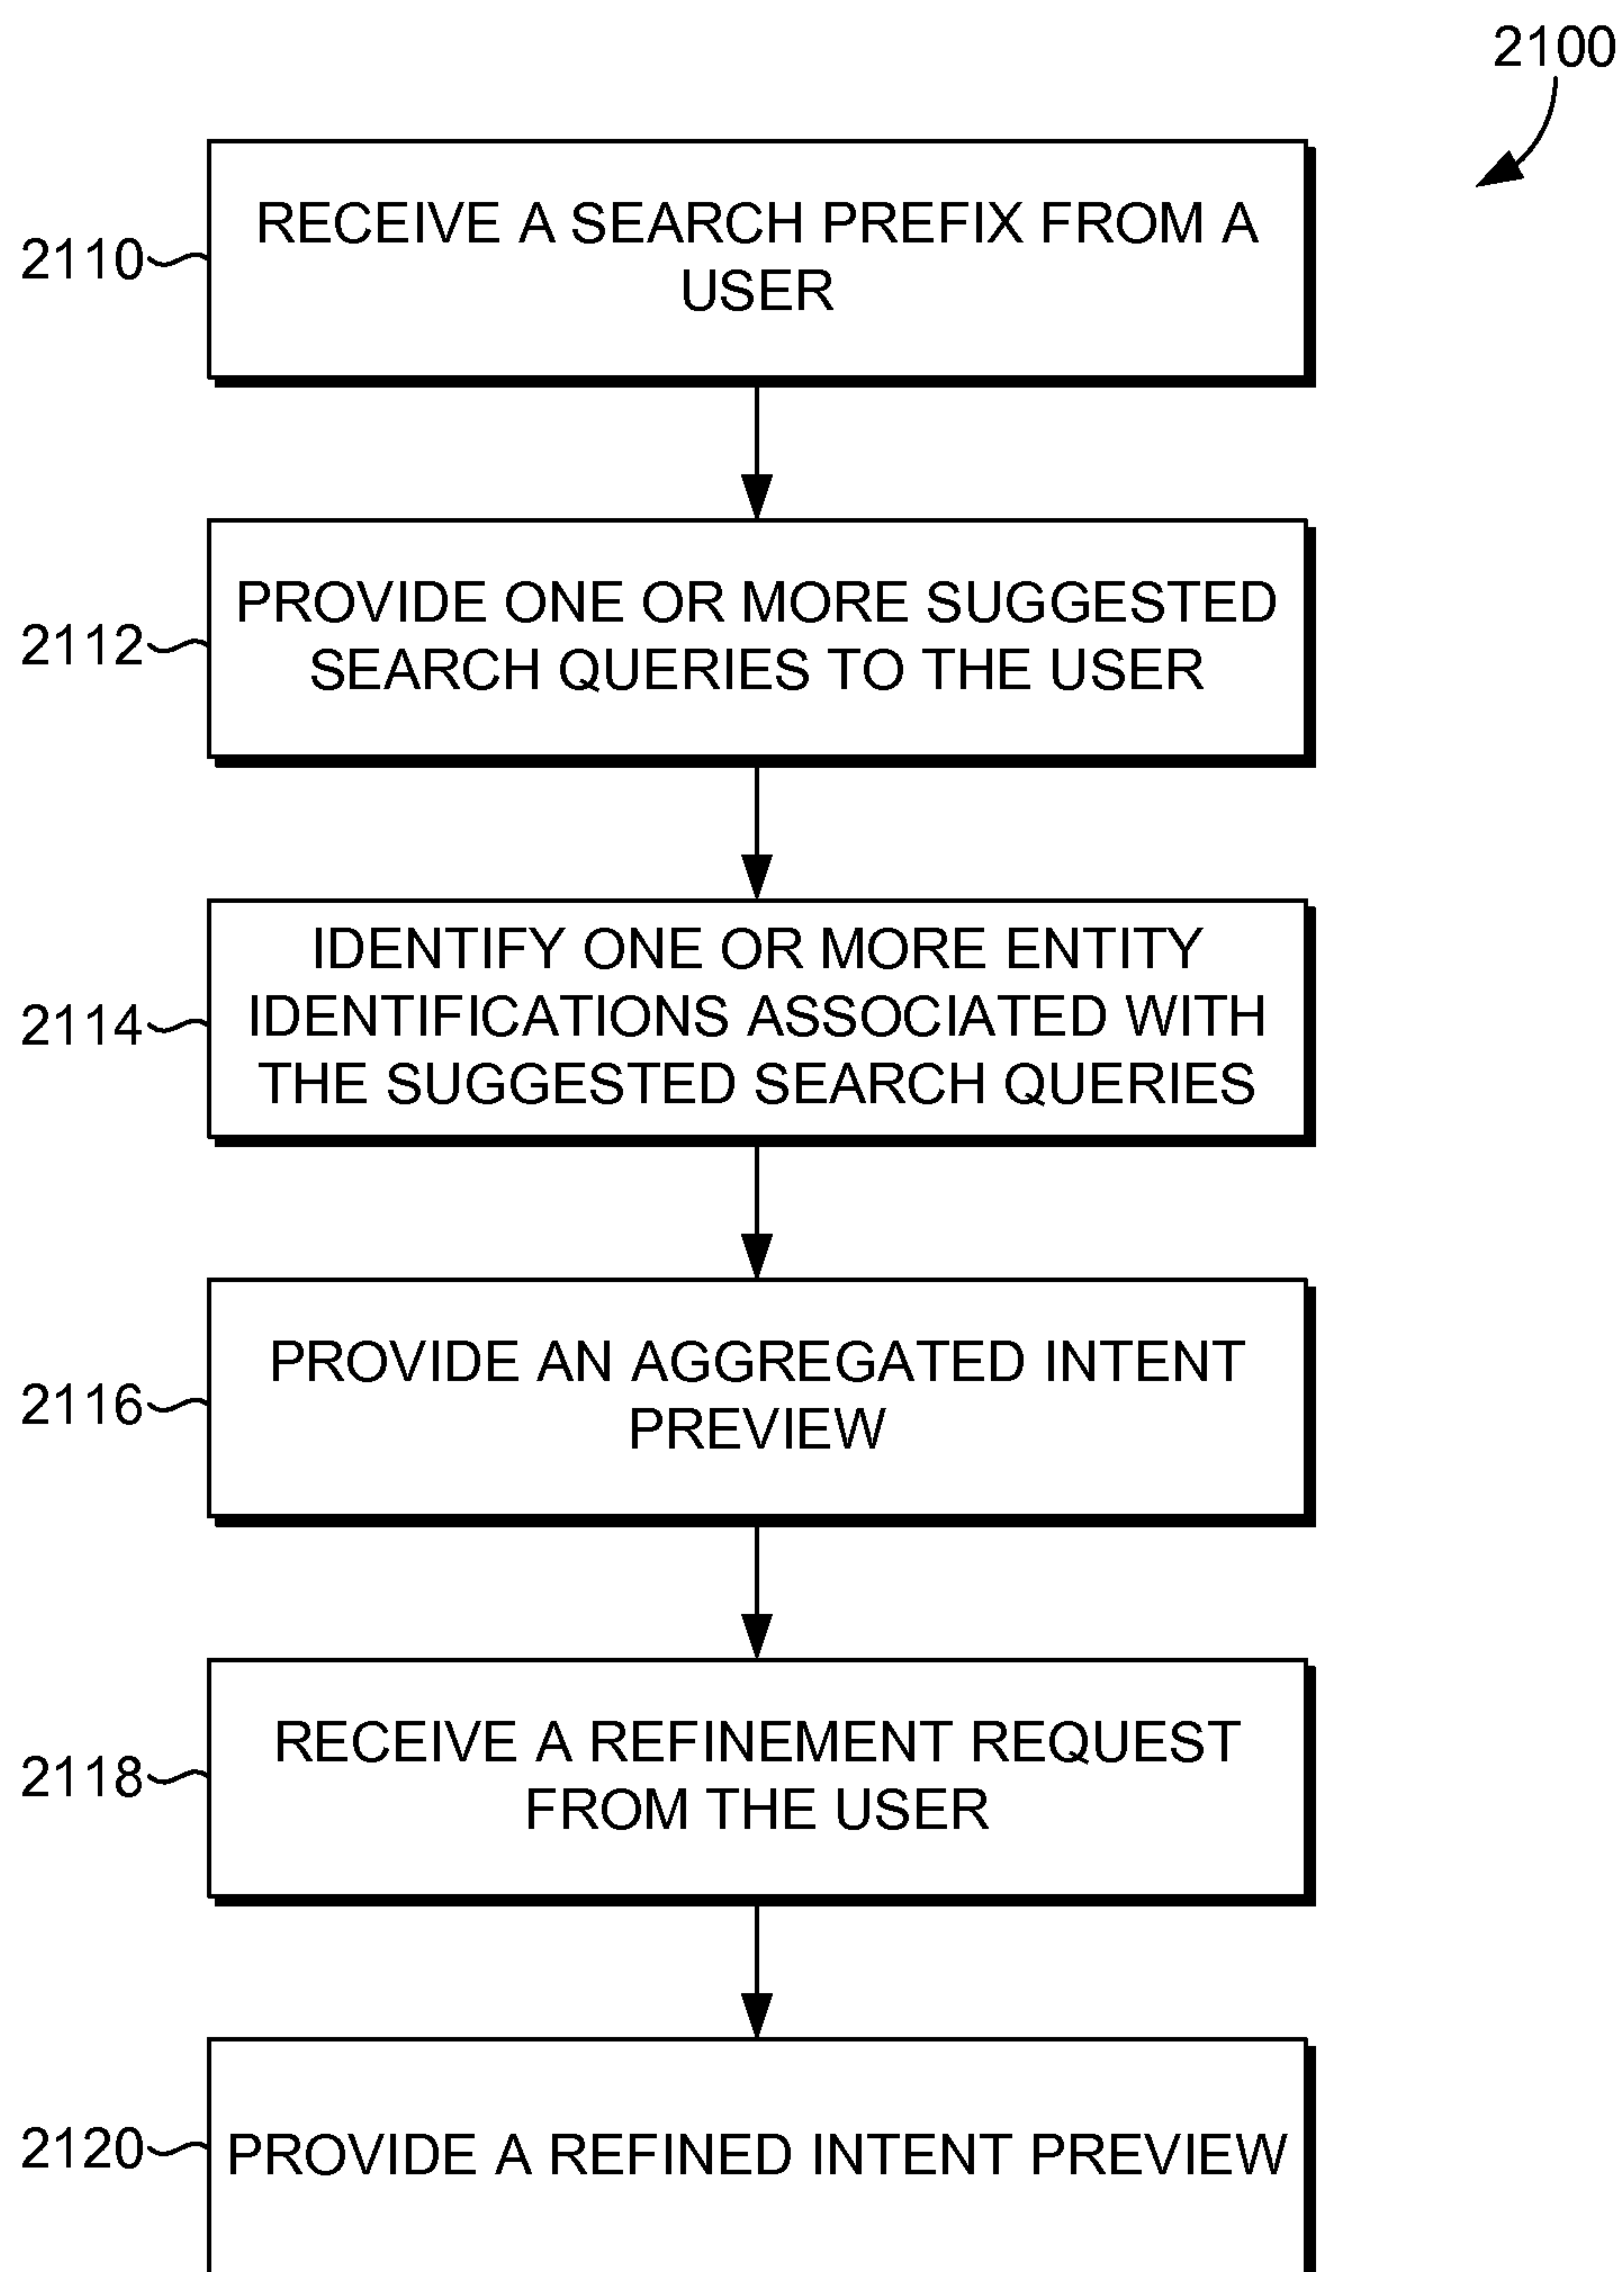 2100
2110
RECEIVE A SEARCH PREFIX FROM A
USER
2112
PROVIDE ONE OR MORE SUGGESTED
SEARCH QUERIES TO THE USER
2114
IDENTIFY ONE OR MORE ENTITY
IDENTIFICATIONS ASSOCIATED WITH
THE SUGGESTED SEARCH QUERIES
2116
PROVIDE AN AGGREGATED INTENT
PREVIEW
2118
RECEIVE A REFINEMENT REQUEST
FROM THE USER
2120
PROVIDE A REFINED INTENT PREVIEW